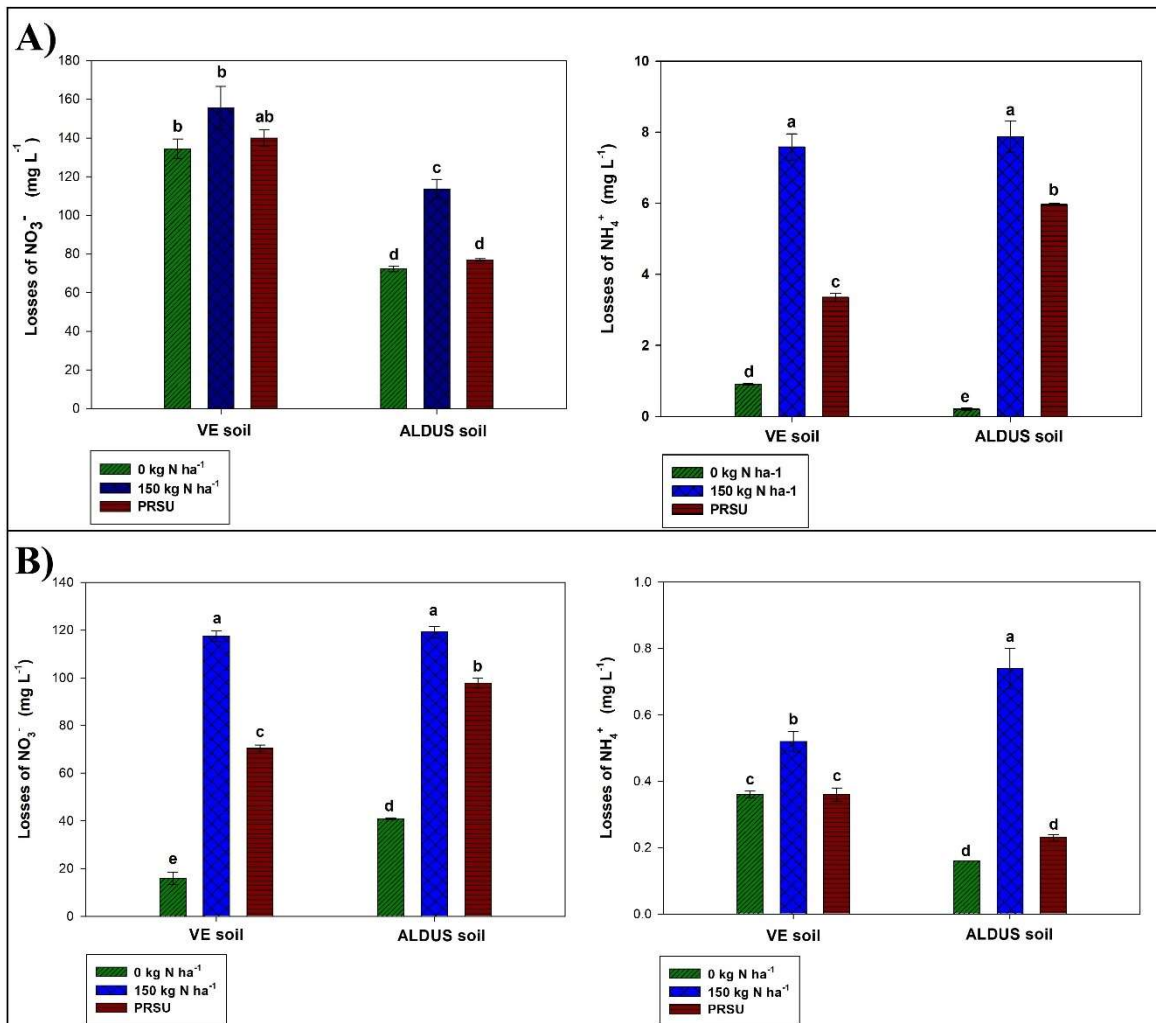 A)
180
160
140
120
100
80
60
40
20
0
Losses of NO₃⁻ (mg L⁻¹)
b
b
ab
d
c
d
VE soil
ALDUS soil
0 kg N ha⁻¹
150 kg N ha⁻¹
PRSU
10
8
6
4
2
0
Losses of NH₄⁺ (mg L⁻¹)
d
a
c
e
a
b
VE soil
ALDUS soil
0 kg N ha-1
150 kg N ha-1
PRSU
B)
140
120
100
80
60
40
20
0
Losses of NO₃⁻ (mg L⁻¹)
e
a
c
d
a
b
VE soil
ALDUS soil
0 kg N ha⁻¹
150 kg N ha⁻¹
PRSU
1.0
0.8
0.6
0.4
0.2
0.0
Losses of NH₄⁺ (mg L⁻¹)
c
b
c
d
a
d
VE soil
ALDUS soil
0 kg N ha⁻¹
150 kg N ha⁻¹
PRSU